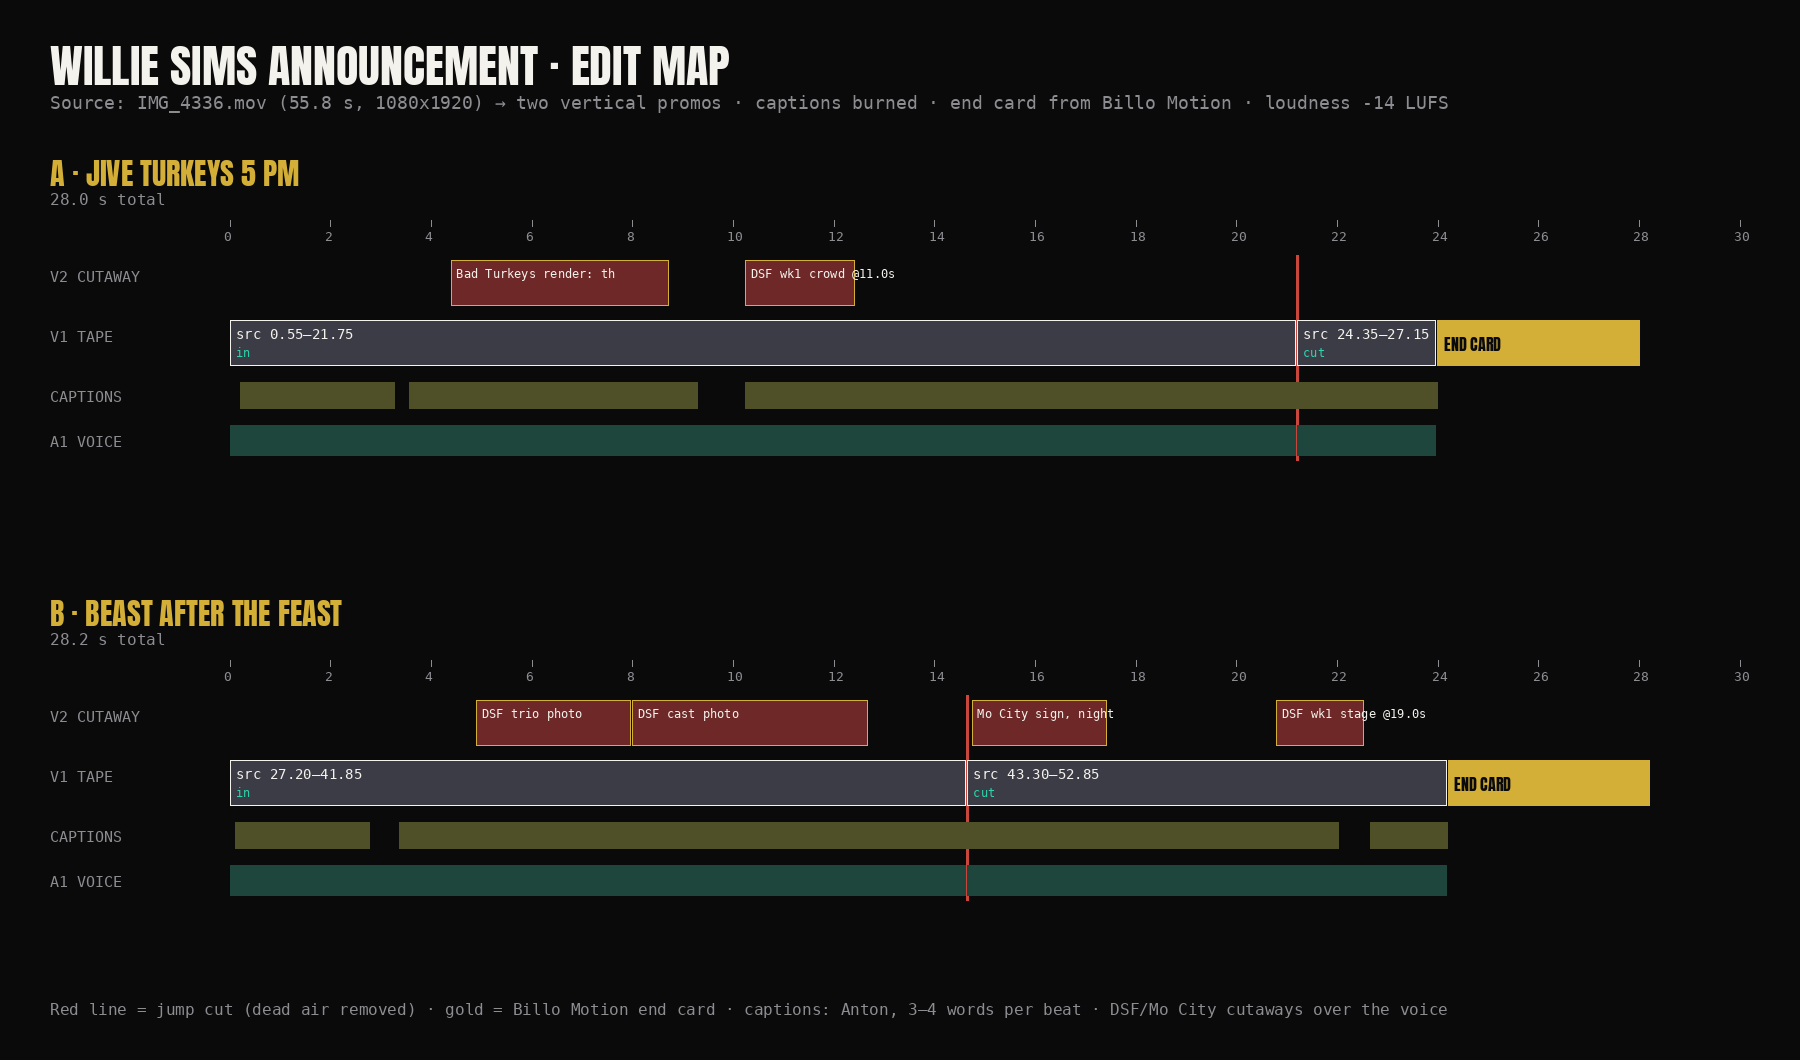 WILLIE SIMS ANNOUNCEMENT · EDIT MAP
Source: IMG_4336.mov (55.8 s, 1080x1920) → two vertical promos · captions burned · end card from Billo Motion · loudness -14 LUFS
A · JIVE TURKEYS 5 PM
28.0 s total
0 2 4 6 8 10 12 14 16 18 20 22 24 26 28 30
V2 CUTAWAY Bad Turkeys render: th DSF wk1 crowd @11.0s
V1 TAPE src 0.55–21.75 src 24.35–27.15 END CARD
in cut
CAPTIONS
A1 VOICE
B · BEAST AFTER THE FEAST
28.2 s total
0 2 4 6 8 10 12 14 16 18 20 22 24 26 28 30
V2 CUTAWAY DSF trio photo DSF cast photo Mo City sign, night DSF wk1 stage @19.0s
V1 TAPE src 27.20–41.85 src 43.30–52.85 END CARD
in cut
CAPTIONS
A1 VOICE
Red line = jump cut (dead air removed) · gold = Billo Motion end card · captions: Anton, 3–4 words per beat · DSF/Mo City cutaways over the voice